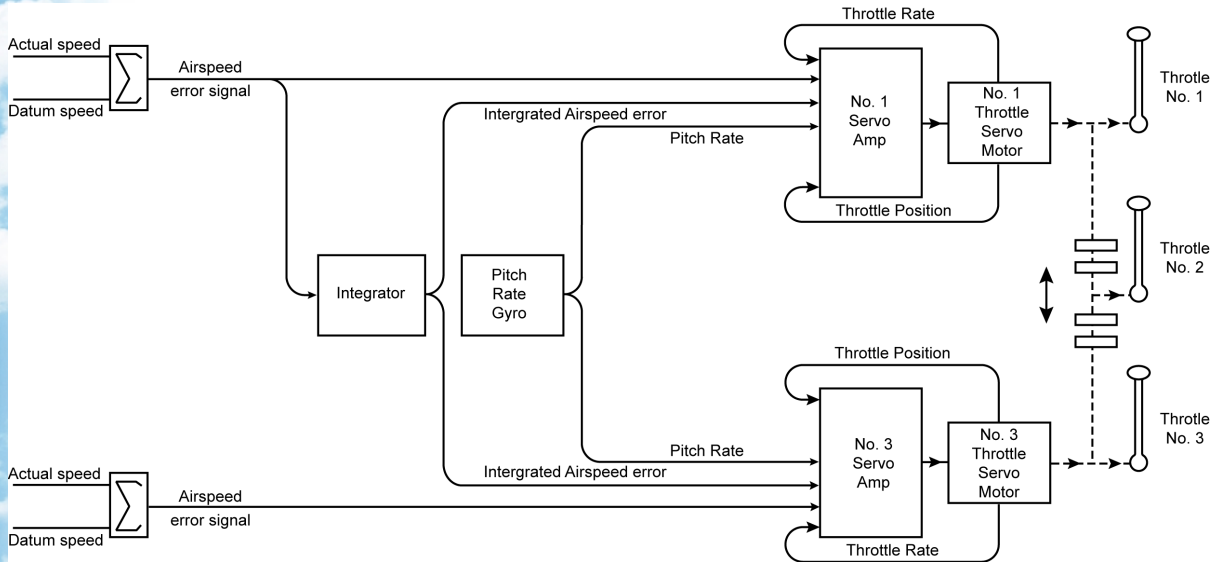 Throttle Rate
Actual speed
Datum speed
Airspeed
error signal
Intergrated Airspeed error
Pitch Rate
No. 1
Servo
Amp
No. 1
Throttle
Servo
Motor
Throttle Position
Throtle
No. 1
Integrator
Pitch
Rate
Gyro
Throtle
No. 2
Throttle Position
Pitch Rate
Intergrated Airspeed error
No. 3
Servo
Amp
No. 3
Throttle
Servo
Motor
Throtle
No. 3
Actual speed
Datum speed
Airspeed
error signal
Throttle Rate